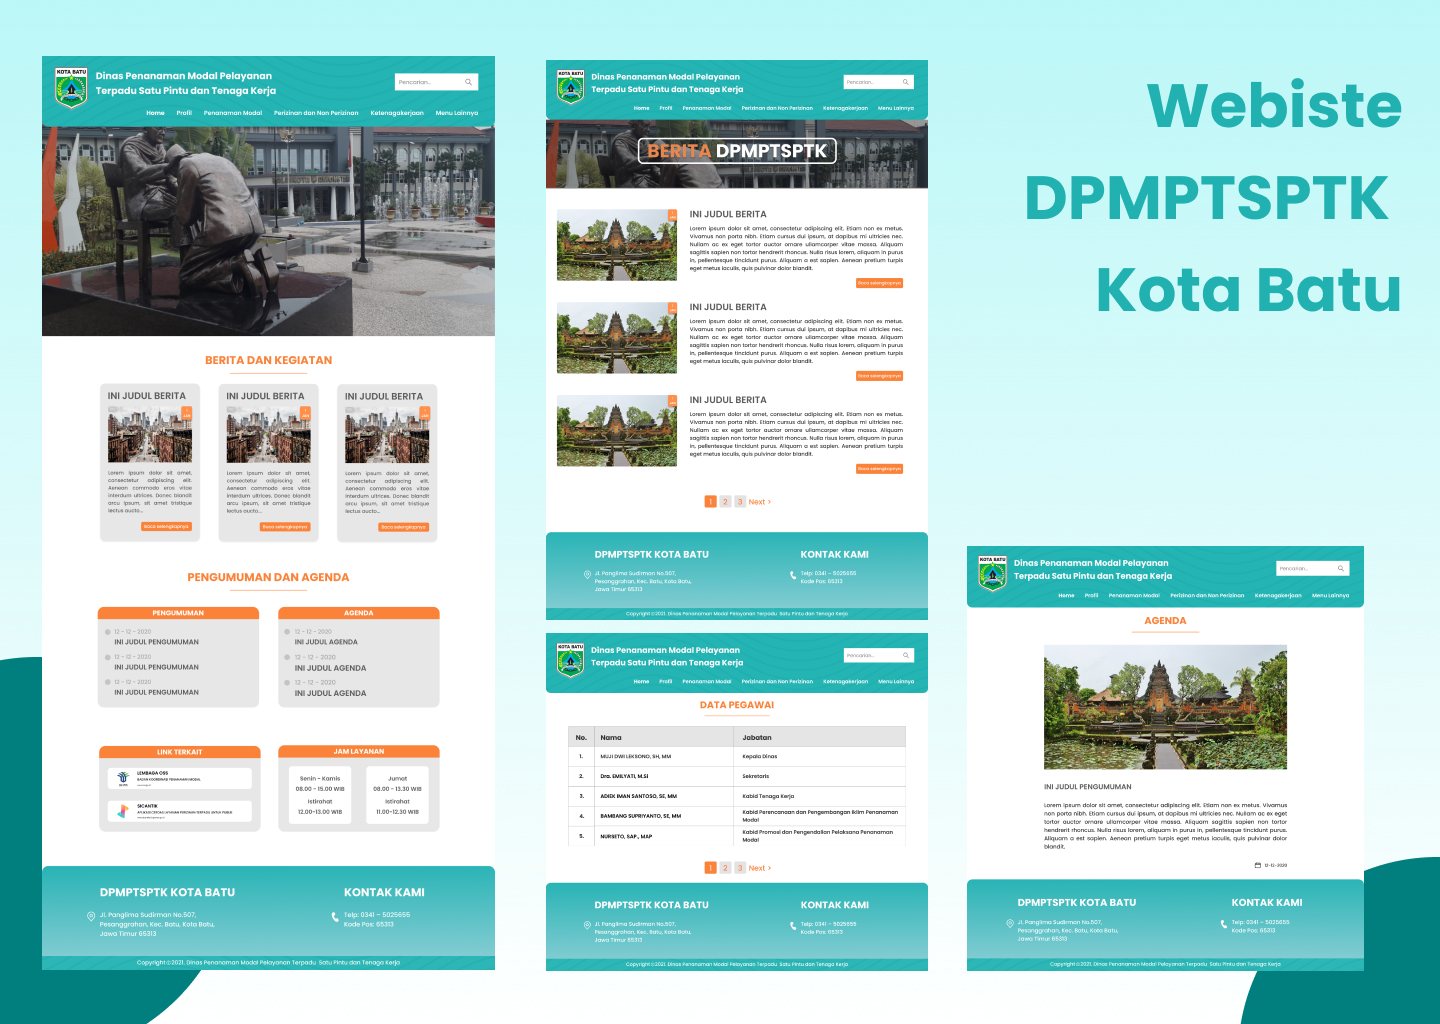 Webiste
DPMPTSPTK
Kota Batu
KOTA BATU
Dinas Penanaman Modal Pelayanan
Terpadu Satu Pintu dan Tenaga Kerja
Pencarian..
Home Profil Penanaman Modal Perizinan dan Non Perizinan Ketenagakerjaan Menu Lainnya
BERITA DAN KEGIATAN
INI JUDUL BERITA INI JUDUL BERITA INI JUDUL BERITA
Lorem ipsum dolor sit amet,
consectetur adipiscing elit.
Aenean commodo eros vitae
interdum ultrices. Donec blandit
arcu ipsum, sit amet tristique
lectus aucto...
Baca selengkapnya
Lorem ipsum dolor sit amet,
consectetur adipiscing elit.
Aenean commodo eros vitae
interdum ultrices. Donec blandit
arcu ipsum, sit amet tristique
lectus aucto...
Baca selengkapnya
Lorem ipsum dolor sit amet,
consectetur adipiscing elit.
Aenean commodo eros vitae
interdum ultrices. Donec blandit
arcu ipsum, sit amet tristique
lectus aucto...
Baca selengkapnya
PENGUMUMAN DAN AGENDA
PENGUMUMAN
12 - 12 - 2020
INI JUDUL PENGUMUMAN
12 - 12 - 2020
INI JUDUL PENGUMUMAN
12 - 12 - 2020
INI JUDUL PENGUMUMAN
AGENDA
12 - 12 - 2020
INI JUDUL AGENDA
12 - 12 - 2020
INI JUDUL AGENDA
12 - 12 - 2020
INI JUDUL AGENDA
LINK TERKAIT
LEMBAGA OSS
BADAN KOORDINASI PENANAMAN MODAL
SICANTIK
APLIKASI CERDAS LAYANAN PERIZINAN TERPADU UNTUK PUBLIK
JAM LAYANAN
Senin - Kamis
08.00 - 15.00 WIB
Istirahat
12.00-13.00 WIB
Jumat
08.00 - 13.30 WIB
Istirahat
11.00-12.30 WIB
DPMPTSPTK KOTA BATU
Jl. Panglima Sudirman No.507,
Pesanggrahan, Kec. Batu, Kota Batu,
Jawa Timur 65313
KONTAK KAMI
Telp: 0341 – 5025655
Kode Pos: 65313
Copyright©2021. Dinas Penanaman Modal Pelayanan Terpadu Satu Pintu dan Tenaga Kerja
KOTA BATU
Dinas Penanaman Modal Pelayanan
Terpadu Satu Pintu dan Tenaga Kerja
Pencarian..
Home Profil Penanaman Modal Perizinan dan Non Perizinan Ketenagakerjaan Menu Lainnya
BERITA DPMPTSPTK
INI JUDUL BERITA
Lorem ipsum dolor sit amet, consectetur adipiscing elit. Etiam non ex metus.
Vivamus non porta nibh. Etiam cursus dui ipsum, at dapibus mi ultricies nec.
Nullam ac ex eget tortor auctor ornare ullamcorper vitae massa. Aliquam
sagittis sapien non tortor hendrerit rhoncus. Nulla risus lorem, aliquam in purus
in, pellentesque tincidunt purus. Aliquam a est sapien. Aenean pretium turpis
eget metus iaculis, quis pulvinar dolor blandit.
Baca selengkapnya
INI JUDUL BERITA
Lorem ipsum dolor sit amet, consectetur adipiscing elit. Etiam non ex metus.
Vivamus non porta nibh. Etiam cursus dui ipsum, at dapibus mi ultricies nec.
Nullam ac ex eget tortor auctor ornare ullamcorper vitae massa. Aliquam
sagittis sapien non tortor hendrerit rhoncus. Nulla risus lorem, aliquam in purus
in, pellentesque tincidunt purus. Aliquam a est sapien. Aenean pretium turpis
eget metus iaculis, quis pulvinar dolor blandit.
Baca selengkapnya
INI JUDUL BERITA
Lorem ipsum dolor sit amet, consectetur adipiscing elit. Etiam non ex metus.
Vivamus non porta nibh. Etiam cursus dui ipsum, at dapibus mi ultricies nec.
Nullam ac ex eget tortor auctor ornare ullamcorper vitae massa. Aliquam
sagittis sapien non tortor hendrerit rhoncus. Nulla risus lorem, aliquam in purus
in, pellentesque tincidunt purus. Aliquam a est sapien. Aenean pretium turpis
eget metus iaculis, quis pulvinar dolor blandit.
Baca selengkapnya
1 2 3 Next >
DPMPTSPTK KOTA BATU
Jl. Panglima Sudirman No.507,
Pesanggrahan, Kec. Batu, Kota Batu,
Jawa Timur 65313
KONTAK KAMI
Telp: 0341 – 5025655
Kode Pos: 65313
Copyright©2021. Dinas Penanaman Modal Pelayanan Terpadu Satu Pintu dan Tenaga Kerja
KOTA BATU
Dinas Penanaman Modal Pelayanan
Terpadu Satu Pintu dan Tenaga Kerja
Pencarian..
Home Profil Penanaman Modal Perizinan dan Non Perizinan Ketenagakerjaan Menu Lainnya
DATA PEGAWAI
No. Nama Jabatan
1. MUJI DWI LEKSONO, SH, MM Kepala Dinas
2. Dra. EMILYATI, M.SI Sekretaris
3. ADIEK IMAN SANTOSO, SE, MM Kabid Tenaga Kerja
4. BAMBANG SUPRIYANTO, SE, MM Kabid Perencanaan dan Pengembangan Iklim Penanaman
Modal
5. NURSETO, SAP., MAP Kabid Promosi dan Pengendalian Pelaksana Penanaman
Modal
1 2 3 Next >
DPMPTSPTK KOTA BATU
Jl. Panglima Sudirman No.507,
Pesanggrahan, Kec. Batu, Kota Batu,
Jawa Timur 65313
KONTAK KAMI
Telp: 0341 – 5025655
Kode Pos: 65313
Copyright©2021. Dinas Penanaman Modal Pelayanan Terpadu Satu Pintu dan Tenaga Kerja
KOTA BATU
Dinas Penanaman Modal Pelayanan
Terpadu Satu Pintu dan Tenaga Kerja
Pencarian..
Home Profil Penanaman Modal Perizinan dan Non Perizinan Ketenagakerjaan Menu Lainnya
AGENDA
INI JUDUL PENGUMUMAN
Lorem ipsum dolor sit amet, consectetur adipiscing elit. Etiam non ex metus. Vivamus
non porta nibh. Etiam cursus dui ipsum, at dapibus mi ultricies nec. Nullam ac ex eget
tortor auctor ornare ullamcorper vitae massa. Aliquam sagittis sapien non tortor
hendrerit rhoncus. Nulla risus lorem, aliquam in purus in, pellentesque tincidunt purus.
Aliquam a est sapien. Aenean pretium turpis eget metus iaculis, quis pulvinar dolor
blandit.
12-12-2020
DPMPTSPTK KOTA BATU
Jl. Panglima Sudirman No.507,
Pesanggrahan, Kec. Batu, Kota Batu,
Jawa Timur 65313
KONTAK KAMI
Telp: 0341 – 5025655
Kode Pos: 65313
Copyright©2021. Dinas Penanaman Modal Pelayanan Terpadu Satu Pintu dan Tenaga Kerja